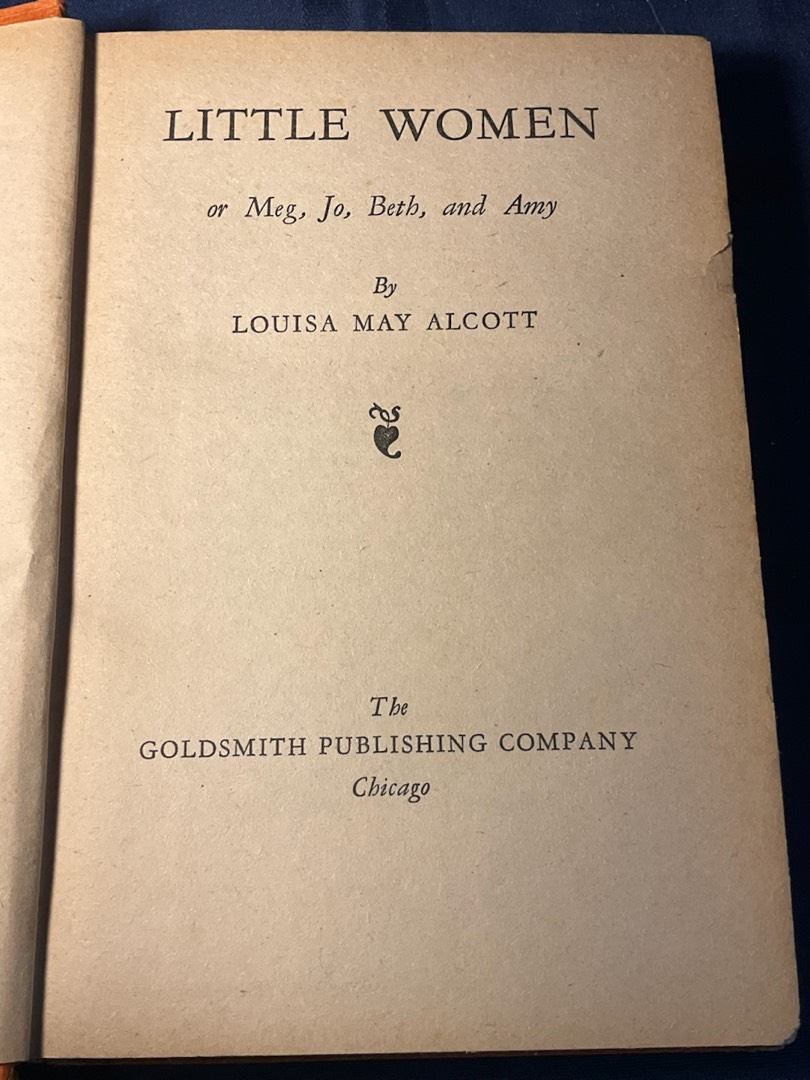 LITTLE WOMEN
or Meg, Jo, Beth, and Amy
By
LOUISA MAY ALCOTT
The
GOLDSMITH PUBLISHING COMPANY
Chicago